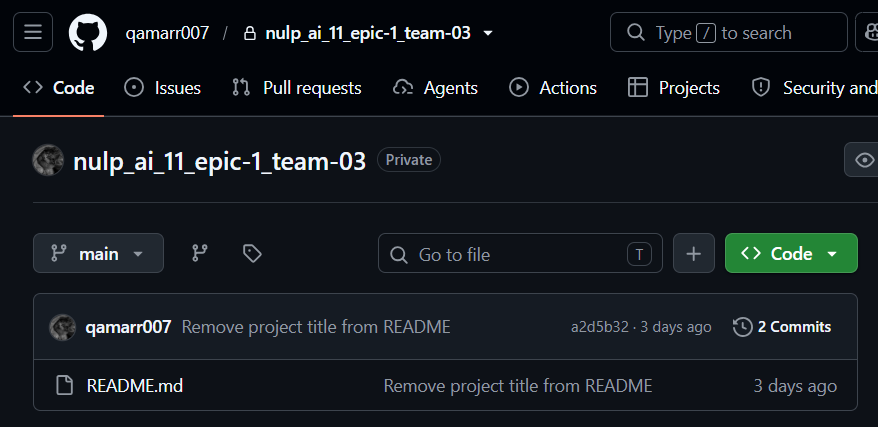 qamarr007 / nulp_ai_11_epic-1_team-03 Type / to search
Code Issues Pull requests Agents Actions Projects Security and
nulp_ai_11_epic-1_team-03 Private
main Go to file T Code
qamarr007 Remove project title from README a2d5b32 · 3 days ago 2 Commits
README.md Remove project title from README 3 days ago